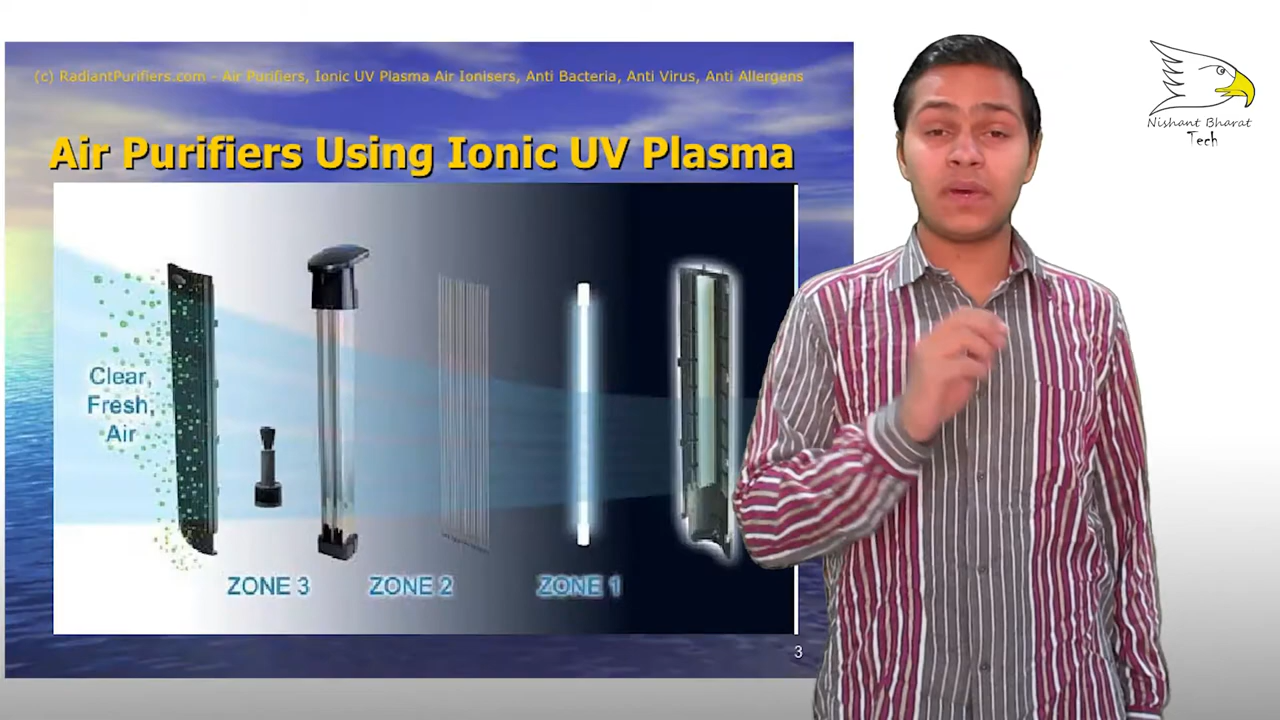 (c) RadiantPurifiers.com - Air Purifiers, Ionic UV Plasma Air Ionisers, Anti Bacteria, Anti Virus, Anti Allergens
Air Purifiers Using Ionic UV Plasma
Clear,
Fresh,
Air
ZONE 3 ZONE 2 ZONE 1
3
Nishant Bharat
Tech